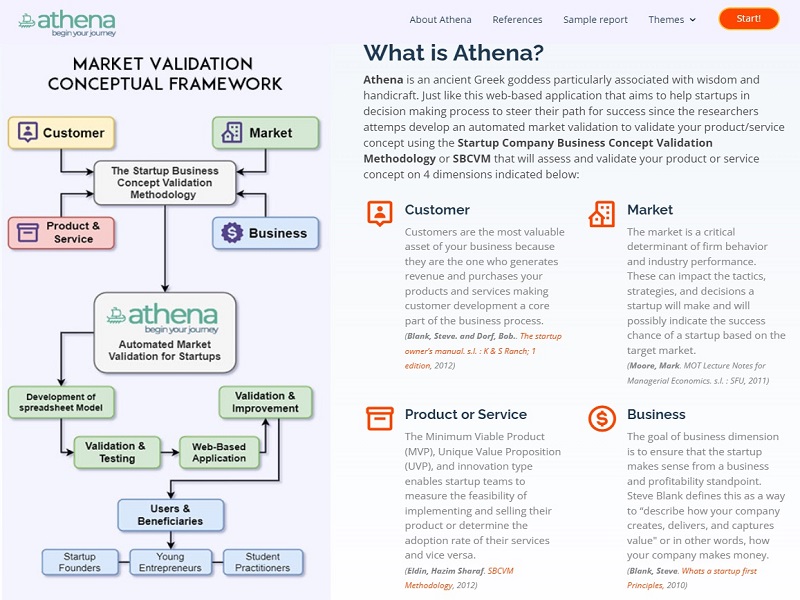 athena
begin your journey
About Athena
References
Sample report
Themes
Start!
MARKET VALIDATION
CONCEPTUAL FRAMEWORK
Customer
Market
The Startup Business
Concept Validation
Methodology
Product &
Service
Business
athena
begin your journey
Automated Market
Validation for Startups
Development of
spreadsheet Model
Validation &
Improvement
Validation &
Testing
Web-Based
Application
Users &
Beneficiaries
Startup
Founders
Young
Entrepreneurs
Student
Practitioners
What is Athena?
Athena is an ancient Greek goddess particularly associated with wisdom and
handicraft. Just like this web-based application that aims to help startups in
decision making process to steer their path for success since the researchers
attemps develop an automated market validation to validate your product/service
concept using the Startup Company Business Concept Validation
Methodology or SBCVM that will assess and validate your product or service
concept on 4 dimensions indicated below:
Customer
Customers are the most valuable
asset of your business because
they are the one who generates
revenue and purchases your
products and services making
customer development a core
part of the business process.
(Blank, Steve. and Dorf, Bob.. The startup
owner's manual. s.l. : K & S Ranch; 1
edition, 2012)
Market
The market is a critical
determinant of firm behavior
and industry performance.
These can impact the tactics,
strategies, and decisions a
startup will make and will
possibly indicate the success
chance of a startup based on the
target market.
(Moore, Mark. MOT Lecture Notes for
Managerial Economics. s.l. : SFU, 2011)
Product or Service
The Minimum Viable Product
(MVP), Unique Value Proposition
(UVP), and innovation type
enables startup teams to
measure the feasibility of
implementing and selling their
product or determine the
adoption rate of their services
and vice versa.
(Eldin, Hazim Sharaf. SBCVM
Methodology, 2012)
Business
The goal of business dimension
is to ensure that the startup
makes sense from a business
and profitability standpoint.
Steve Blank defines this as a way
to “describe how your company
creates, delivers, and captures
value" or in other words, how
your company makes money.
(Blank, Steve. Whats a startup first
Principles, 2010)